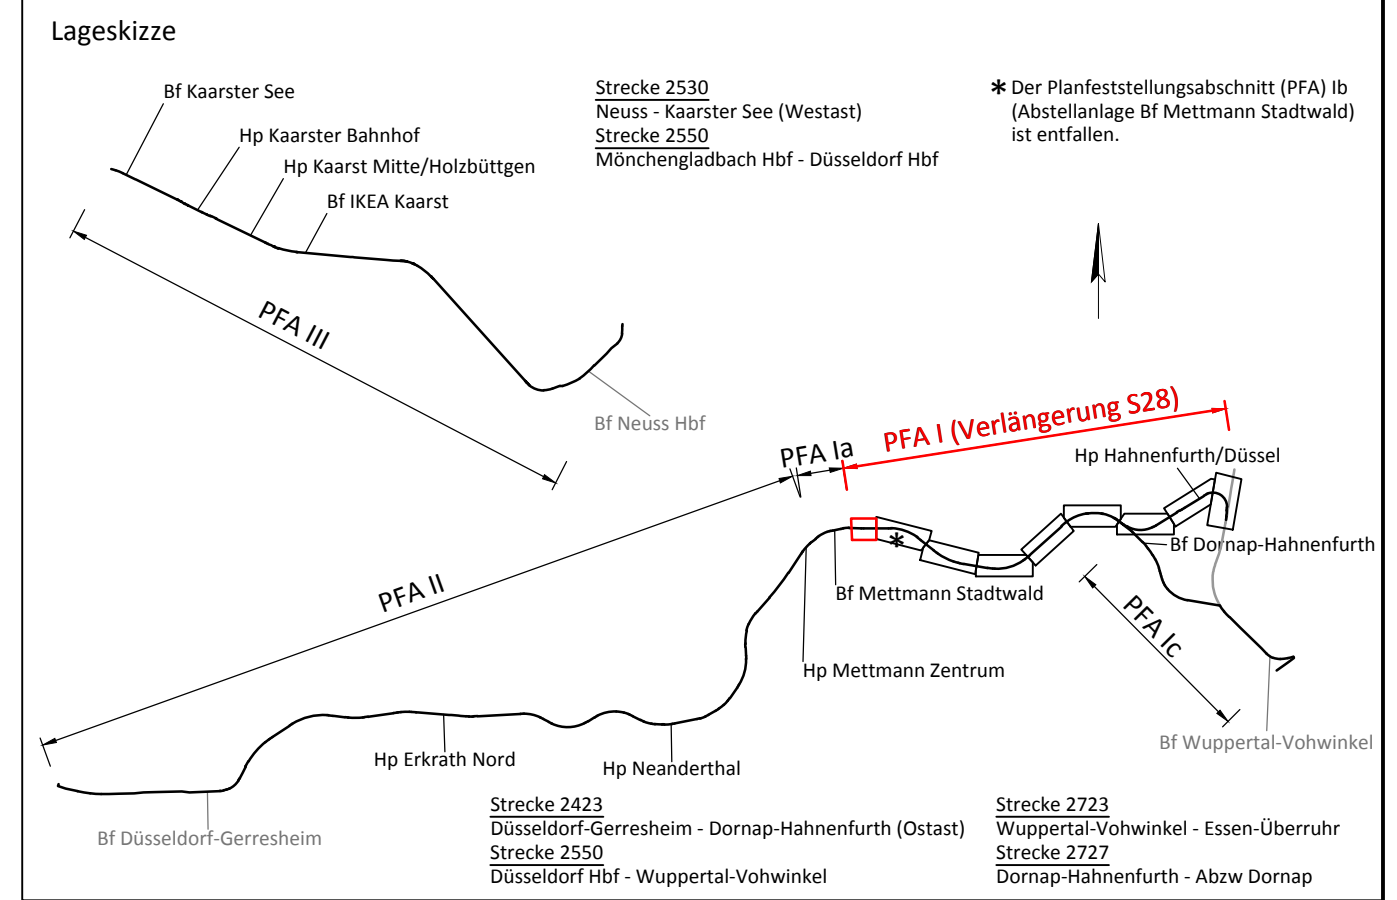 Lageskizze
Bf Kaarster See
Hp Kaarster Bahnhof
Hp Kaarst Mitte/Holzbüttgen
Bf IKEA Kaarst
Strecke 2530
Neuss - Kaarster See (Westast)
Strecke 2550
Mönchengladbach Hbf - Düsseldorf Hbf
* Der Planfeststellungsabschnitt (PFA) Ib
(Abstellanlage Bf Mettmann Stadtwald)
ist entfallen.
PFA III
Bf Neuss Hbf
PFA Ia
PFA I (Verlängerung S28)
Hp Hahnenfurth/Düssel
*
Bf Dornap-Hahnenfurth
PFA II
Bf Mettmann Stadtwald
PFA Ic
Hp Mettmann Zentrum
Bf Wuppertal-Vohwinkel
Hp Erkrath Nord
Hp Neanderthal
Bf Düsseldorf-Gerresheim
Strecke 2423
Düsseldorf-Gerresheim - Dornap-Hahnenfurth (Ostast)
Strecke 2550
Düsseldorf Hbf - Wuppertal-Vohwinkel
Strecke 2723
Wuppertal-Vohwinkel - Essen-Überruhr
Strecke 2727
Dornap-Hahnenfurth - Abzw Dornap